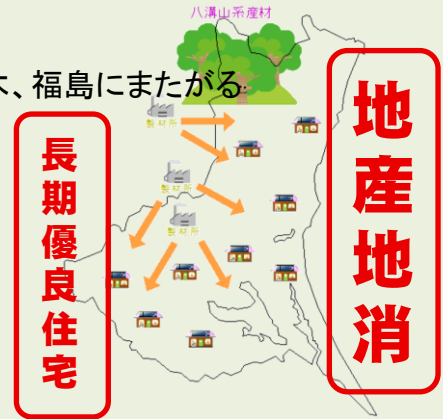 八溝山系産材
木、福島にまたがる
製材所
製材所
製材所
長期優良住宅
地産地消